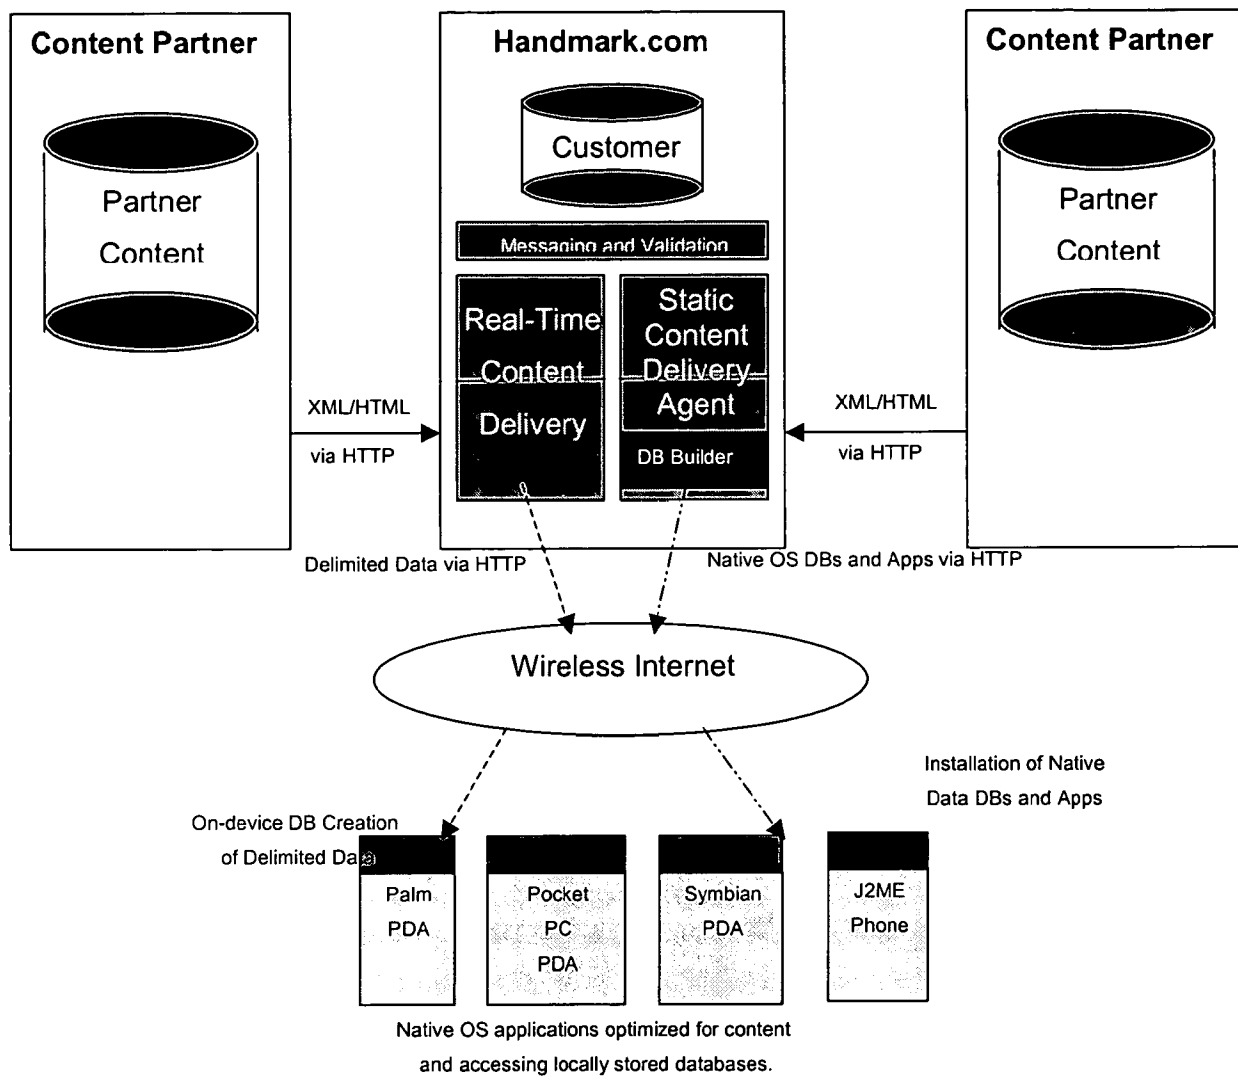 Content Partner
Handmark.com
Content Partner
Partner
Content
Customer
Partner
Content
Messaging and Validation
Real-Time
Content
Delivery
Static
Content
Delivery
Agent
DB Builder
XML/HTML
via HTTP
XML/HTML
via HTTP
Delimited Data via HTTP
Native OS DBs and Apps via HTTP
Wireless Internet
Installation of Native
Data DBs and Apps
On-device DB Creation
of Delimited Data
Palm
PDA
Pocket
PC
PDA
Symbian
PDA
J2ME
Phone
Native OS applications optimized for content
and accessing locally stored databases.